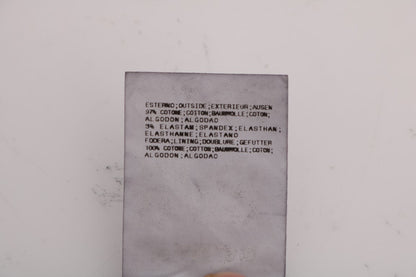 ESTERNO;OUTSIDE;EXTERIEUR;AUSEN
97% COTONE;COTTON;BAUMWOLLE;COTON;
ALGODON;ALGODAO
3% ELASTAM;SPANDEX;ELASTHAN;
ELASTHANNE;ELASTANO
FODERA;LINING;DOUBLURE;GEFUTTER
100% COTONE;COTTON;BAUMWOLLE;COTON;
ALGODON;ALGODAO